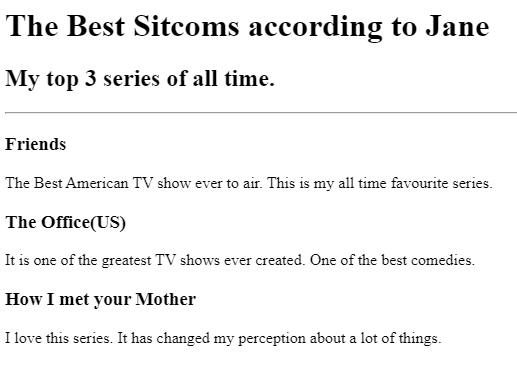 The Best Sitcoms according to Jane
My top 3 series of all time.
Friends
The Best American TV show ever to air. This is my all time favourite series.
The Office(US)
It is one of the greatest TV shows ever created. One of the best comedies.
How I met your Mother
I love this series. It has changed my perception about a lot of things.